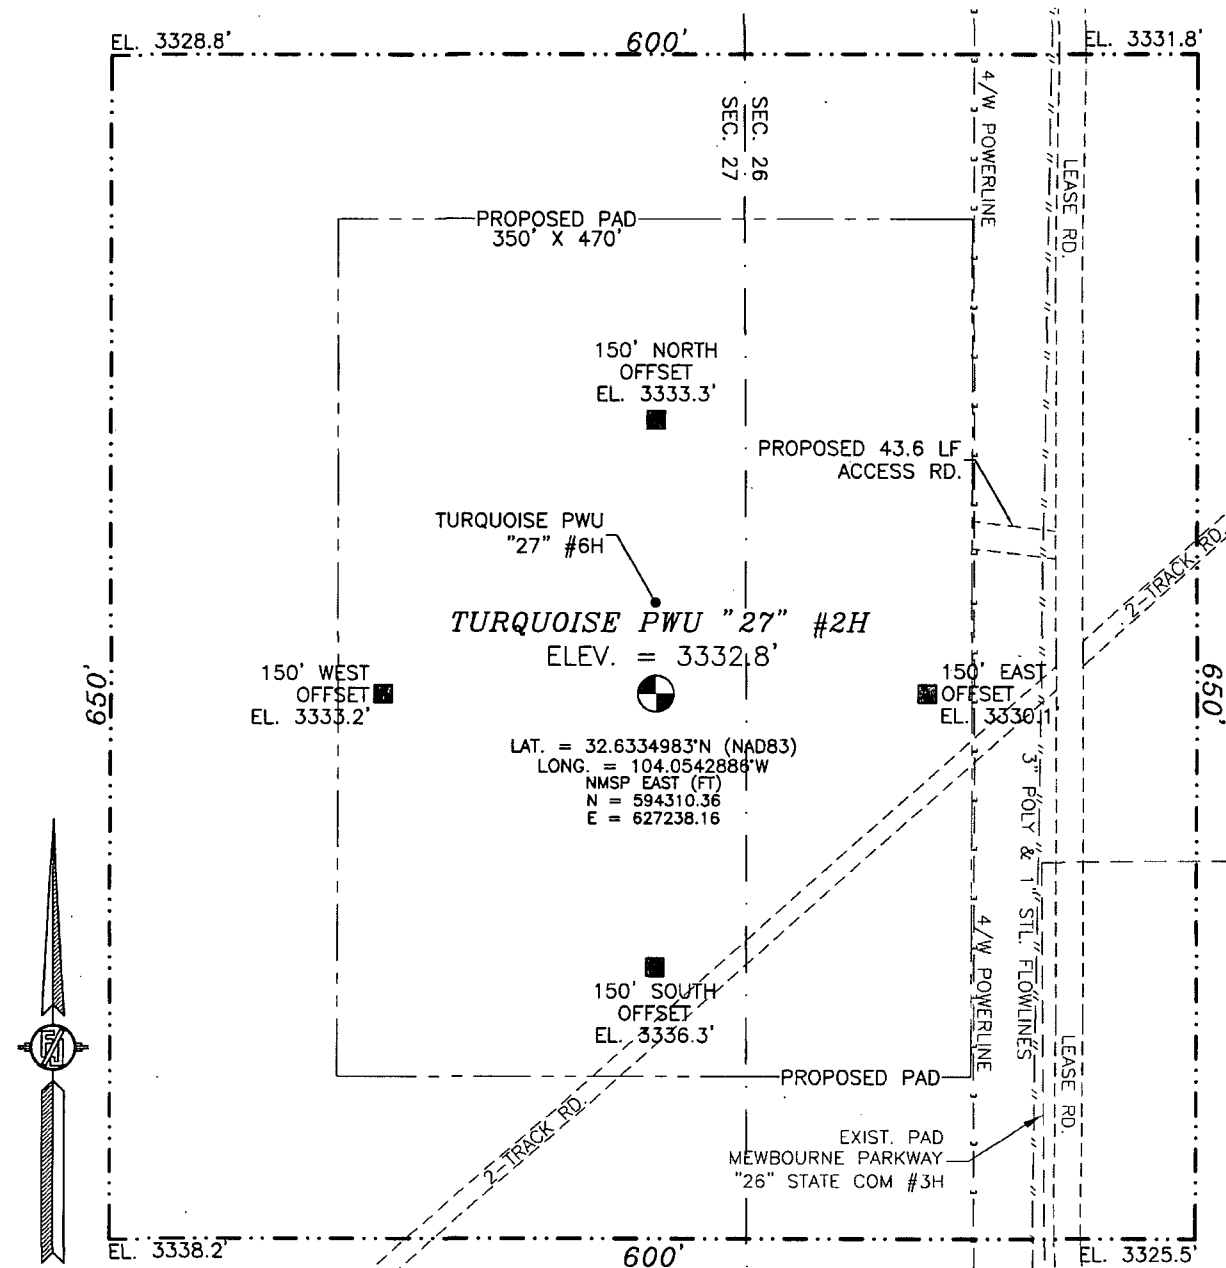 EL. 3328.8'
600'
EL. 3331.8'
SEC. 26
SEC. 27
4/W POWERLINE
LEASE RD.
PROPOSED PAD
350' X 470'
150' NORTH
OFFSET
EL. 3333.3'
PROPOSED 43.6 LF
ACCESS RD.
TURQUOISE PWU
"27" #6H
2-TRACK RD.
TURQUOISE PWU "27" #2H
ELEV. = 3332.8'
650'
150' WEST
OFFSET
EL. 3333.2'
150' EAST
OFFSET
EL. 3330.1'
650'
LAT. = 32.6334983°N (NAD83)
LONG. = 104.0542886°W
NMSP EAST (FT)
N = 594310.36
E = 627238.16
3" POLY & 1" STL. FLOWLINES
4/W POWERLINE
150' SOUTH
OFFSET
EL. 3336.3'
LEASE RD.
PROPOSED PAD
2-TRACK RD.
EXIST. PAD
MEWBOURNE PARKWAY
"26" STATE COM #3H
EL. 3338.2'
600'
EL. 3325.5'